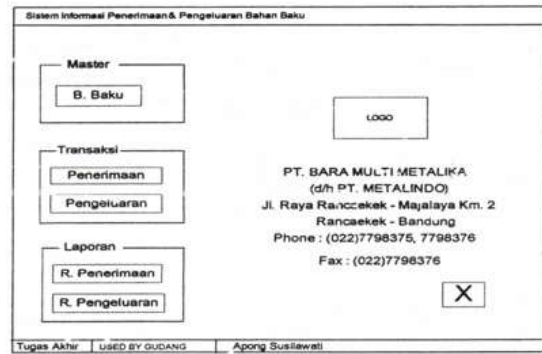 Sistem Informasi Penerimaan & Pengeluaran Bahan Baku
Master
B. Baku
Transaksi
Penerimaan
Pengeluaran
Laporan
R. Penerimaan
R. Pengeluaran
LOGO
PT. BARA MULTI METALIKA
(d/h PT. METALINDO)
Jl. Raya Ranccekek - Majalaya Km. 2
Rancaekek - Bandung
Phone : (022)7798375, 7798376
Fax : (022)7798376
X
Tugas Akhir
USED BY GUDANG
Apong Susilawati